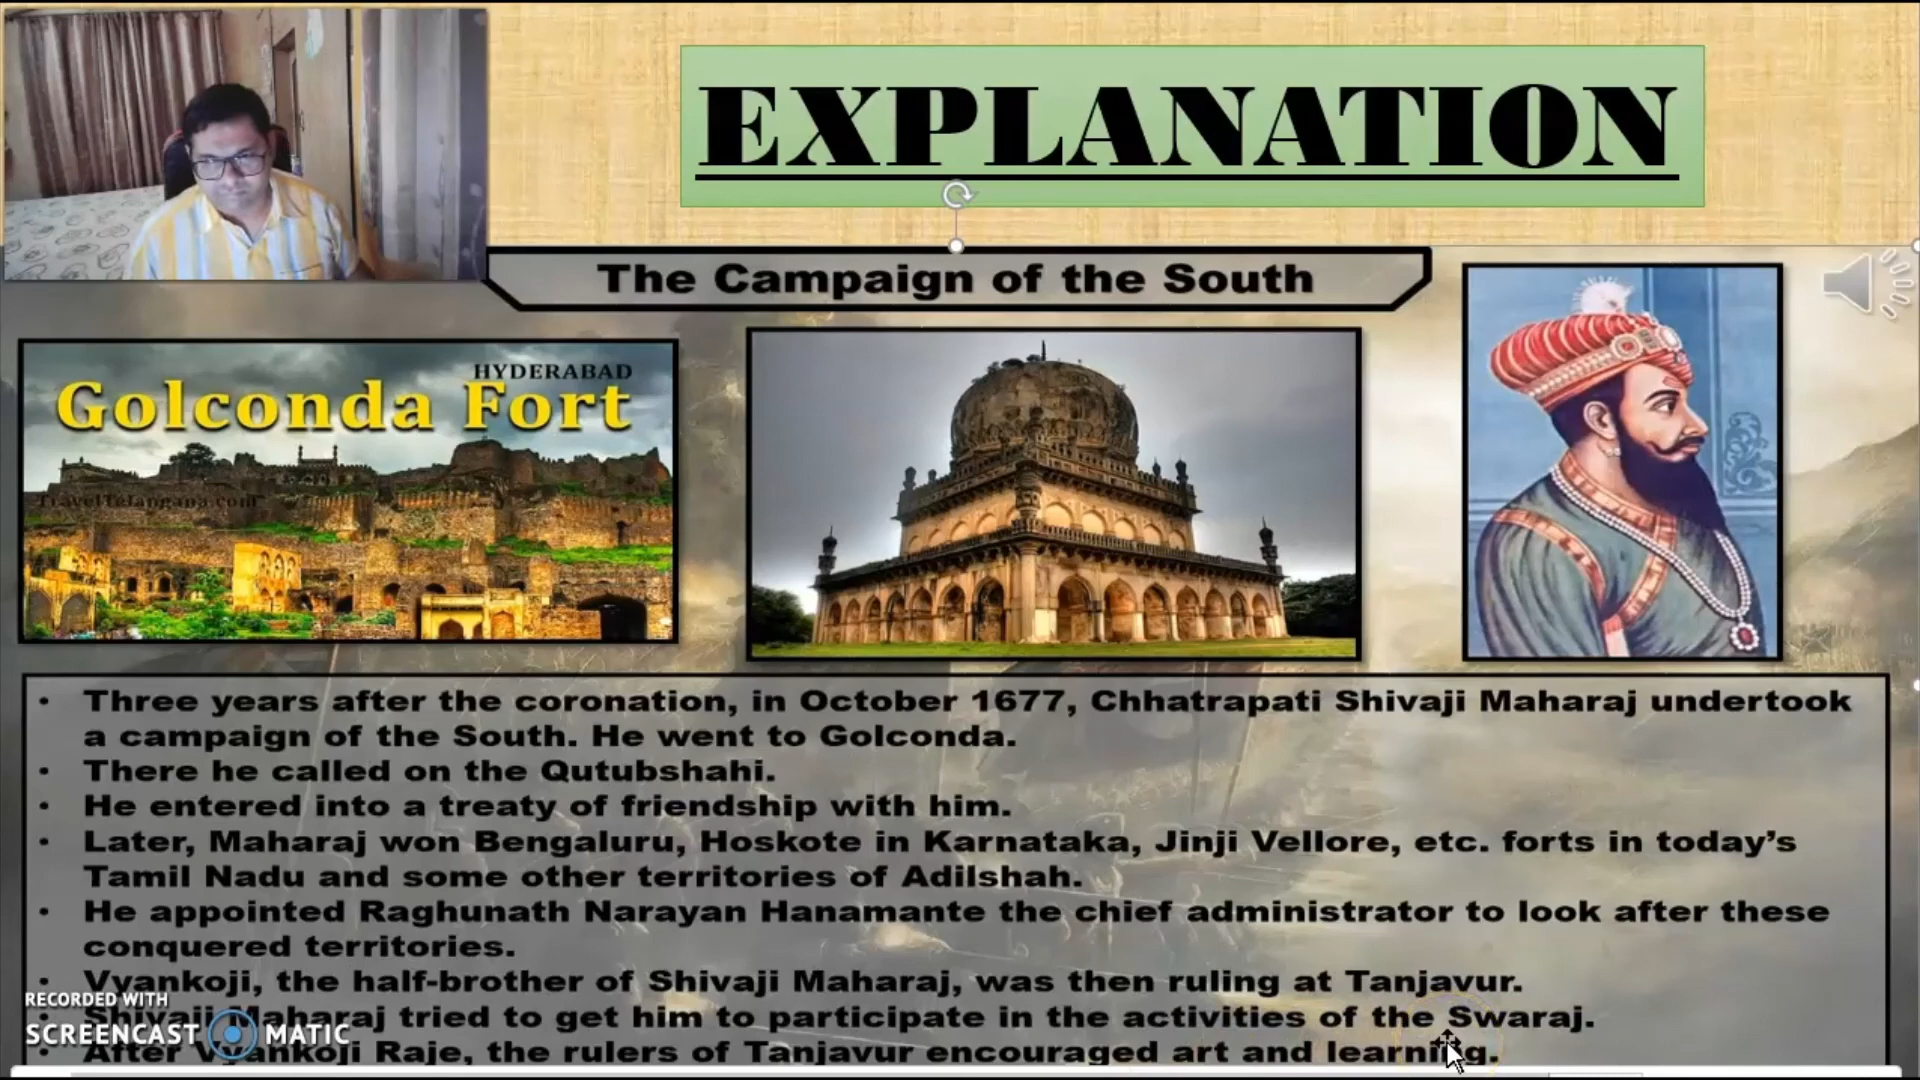 EXPLANATION
The Campaign of the South
HYDERABAD
Golconda Fort
TravelTelangana.com
• Three years after the coronation, in October 1677, Chhatrapati Shivaji Maharaj undertook
a campaign of the South. He went to Golconda.
• There he called on the Qutubshahi.
• He entered into a treaty of friendship with him.
• Later, Maharaj won Bengaluru, Hoskote in Karnataka, Jinji Vellore, etc. forts in today’s
Tamil Nadu and some other territories of Adilshah.
• He appointed Raghunath Narayan Hanamante the chief administrator to look after these
conquered territories.
• Vyankoji, the half-brother of Shivaji Maharaj, was then ruling at Tanjavur.
• Shivaji Maharaj tried to get him to participate in the activities of the Swaraj.
• After Vyankoji Raje, the rulers of Tanjavur encouraged art and learning.
RECORDED WITH
SCREENCAST MATIC